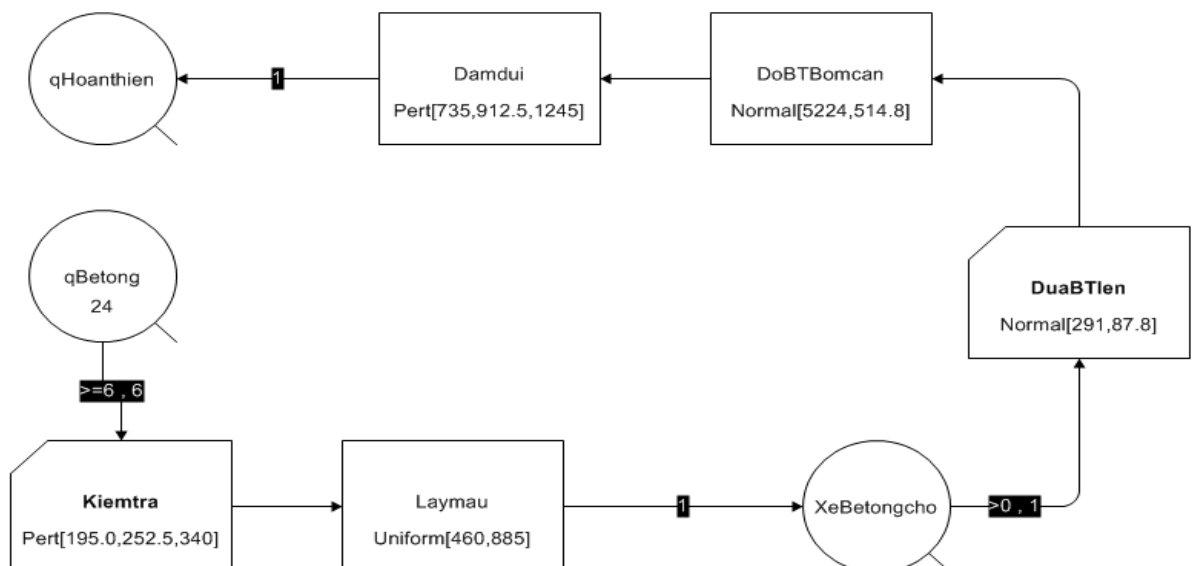 qHoanthien
1
Damdui
Pert[735,912.5,1245]
DoBTBomcan
Normal[5224,514.8]
qBetong
24
>=6 , 6
DuaBTlen
Normal[291,87.8]
Kiemtra
Pert[195.0,252.5,340]
Laymau
Uniform[460,885]
1
XeBetongcho
>0 , 1